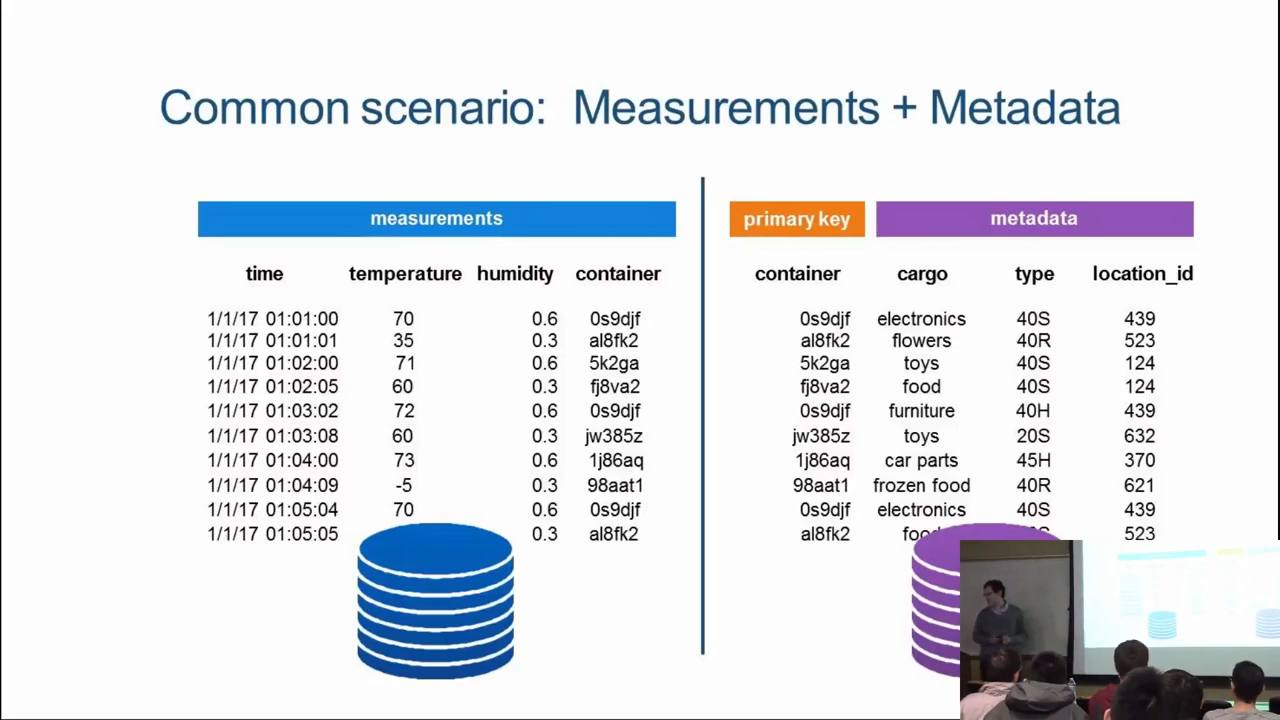 Common scenario: Measurements + Metadata
measurements
time temperature humidity container
1/1/17 01:01:00 70 0.6 0s9djf
1/1/17 01:01:01 35 0.3 al8fk2
1/1/17 01:02:00 71 0.6 5k2ga
1/1/17 01:02:05 60 0.3 fj8va2
1/1/17 01:03:02 72 0.6 0s9djf
1/1/17 01:03:08 60 0.3 jw385z
1/1/17 01:04:00 73 0.6 1j86aq
1/1/17 01:04:09 -5 0.3 98aat1
1/1/17 01:05:04 70 0.6 0s9djf
1/1/17 01:05:05 0.3 al8fk2
primary key metadata
container cargo type location_id
0s9djf electronics 40S 439
al8fk2 flowers 40R 523
5k2ga toys 40S 124
fj8va2 food 40S 124
0s9djf furniture 40H 439
jw385z toys 20S 632
1j86aq car parts 45H 370
98aat1 frozen food 40R 621
0s9djf electronics 40S 439
al8fk2 523